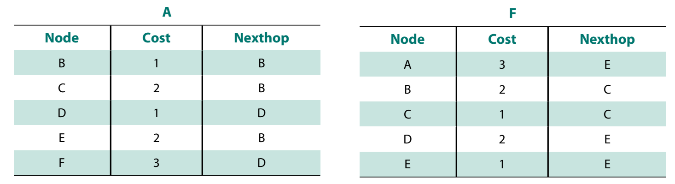 A
Node Cost Nexthop
B 1 B
C 2 B
D 1 D
E 2 B
F 3 D
F
Node Cost Nexthop
A 3 E
B 2 C
C 1 C
D 2 E
E 1 E